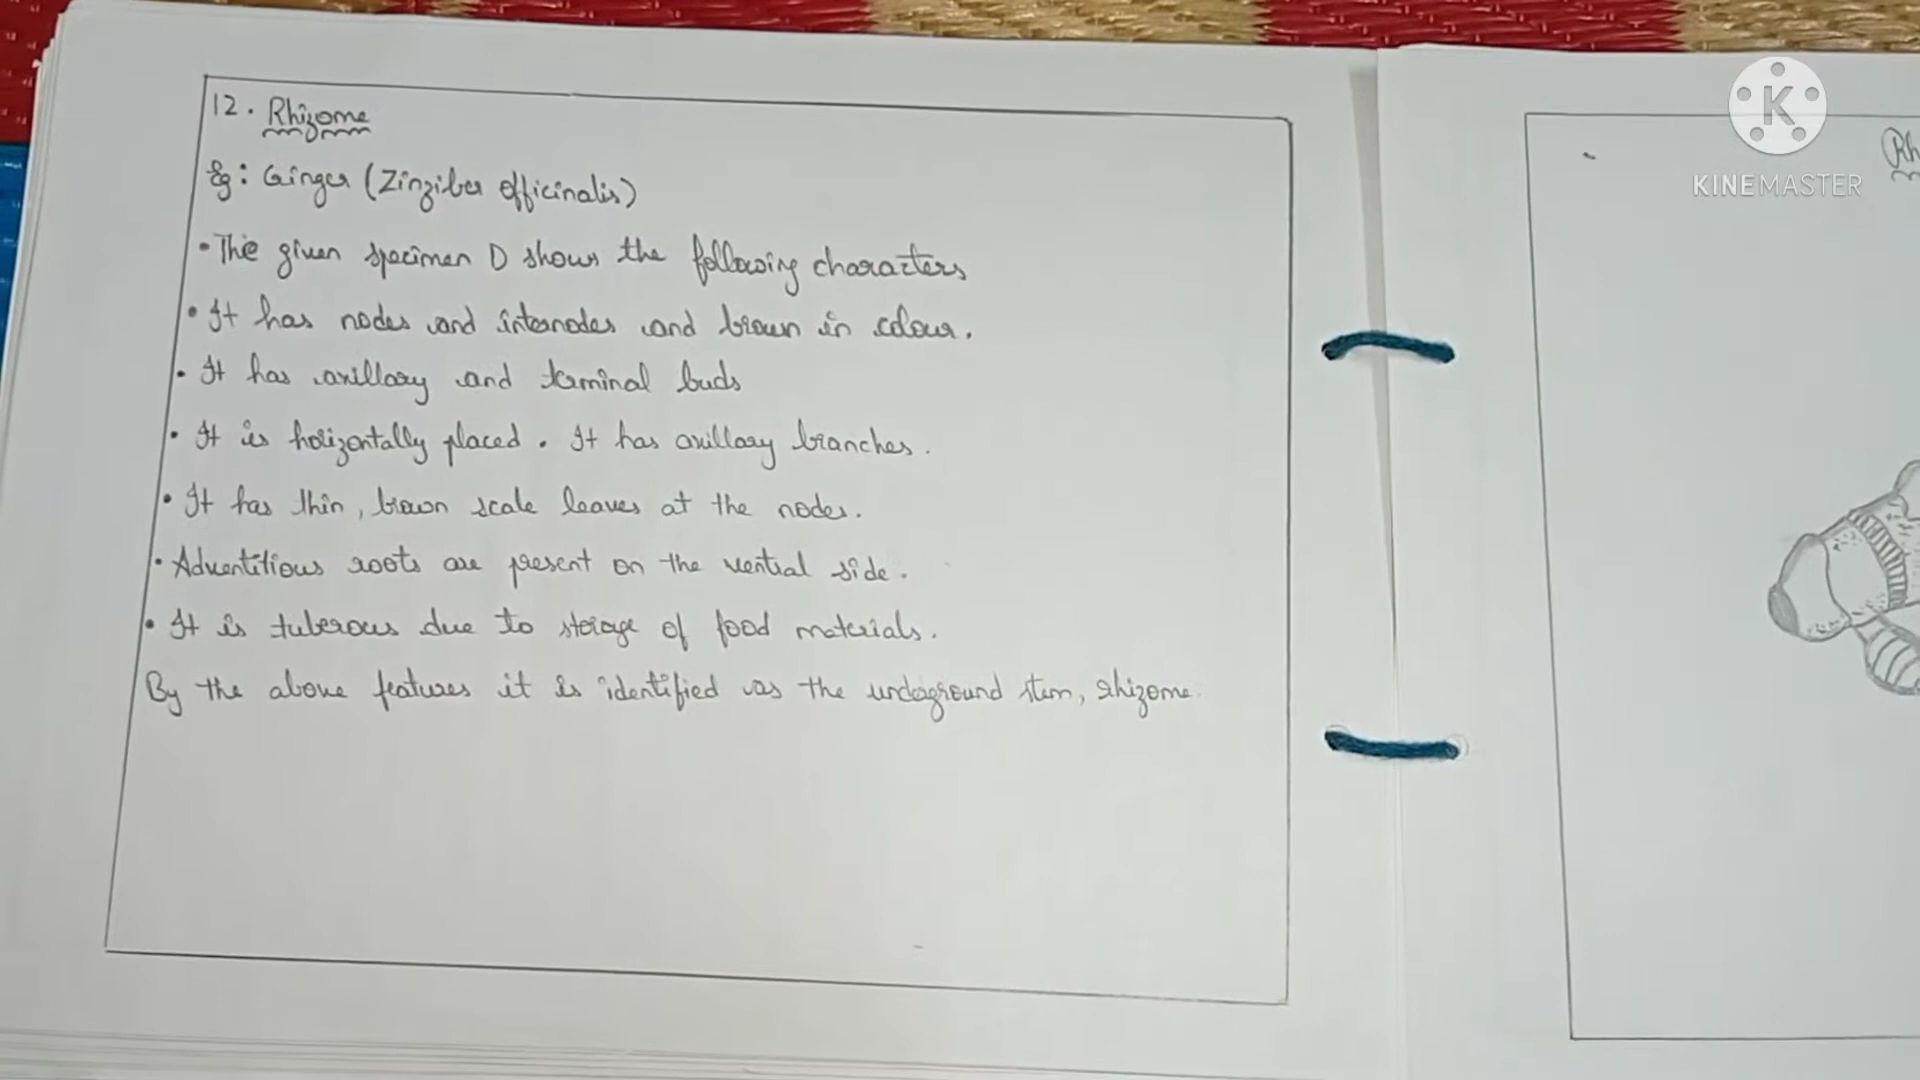 12. Rhizome
Eg: Ginger (Zinziber officinalis)
• The given specimen D shows the following characters
• It has nodes and internodes and brown in colour.
• It has axillary and terminal buds
• It is horizontally placed. It has axillary branches.
• It has thin, brown scale leaves at the nodes.
• Adventitious roots are present on the ventral side.
• It is tuberous due to storage of food materials.
By the above features it is identified as the underground stem, rhizome.
K
KINEMASTER
Rh